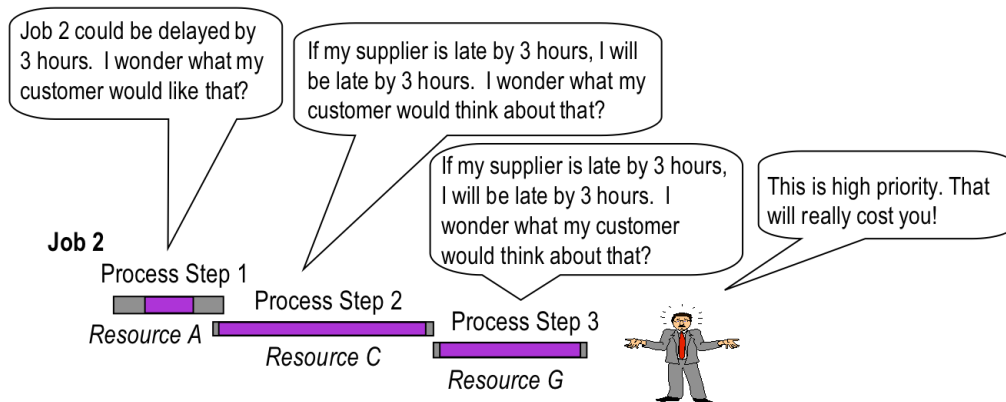 Job 2 could be delayed by
3 hours.  I wonder what my
customer would like that?
If my supplier is late by 3 hours, I will
be late by 3 hours.  I wonder what my
customer would think about that?
If my supplier is late by 3 hours,
I will be late by 3 hours.  I
wonder what my customer
would think about that?
This is high priority. That
will really cost you!
Job 2
Process Step 1
Resource A
Process Step 2
Resource C
Process Step 3
Resource G